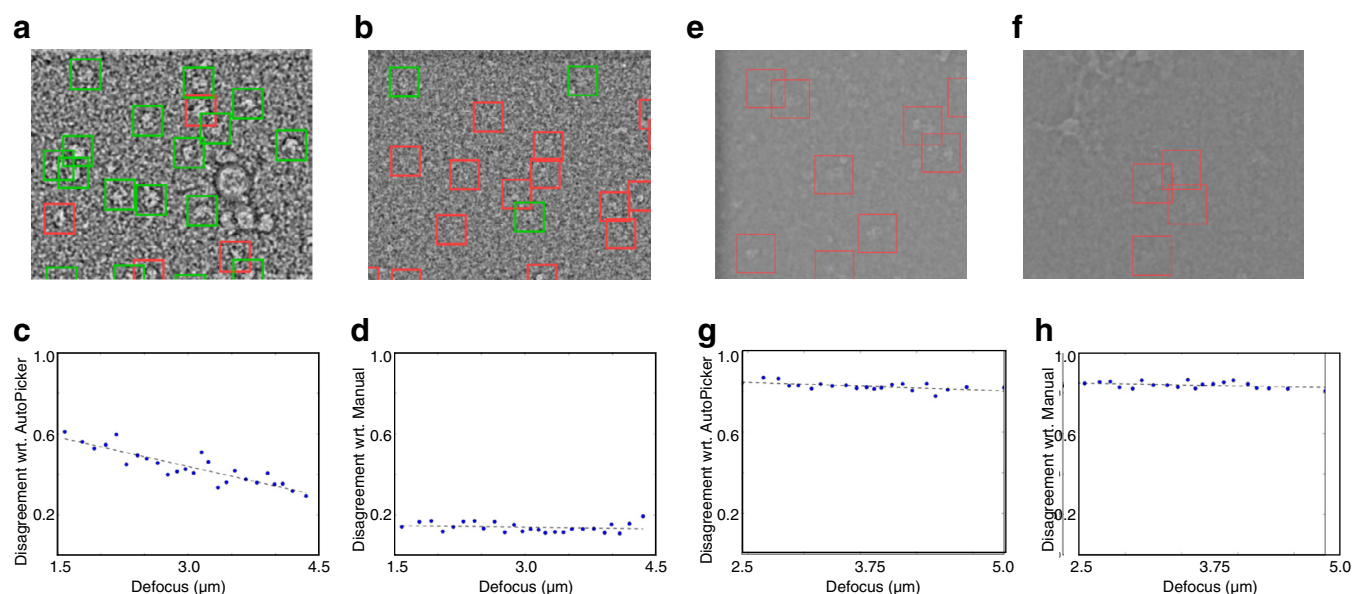 a
b
e
f
c
d
g
h
Disagreement wrt. AutoPicker
1.0
0.6
0.2
1.5
3.0
4.5
Defocus (µm)
Disagreement wrt. Manual
1.0
0.6
0.2
1.5
3.0
4.5
Defocus (µm)
Disagreement wrt. AutoPicker
1.0
0.6
0.2
2.5
3.75
5.0
Defocus (µm)
Disagreement wrt. Manual
1.0
0.6
0.2
2.5
3.75
5.0
Defocus (µm)